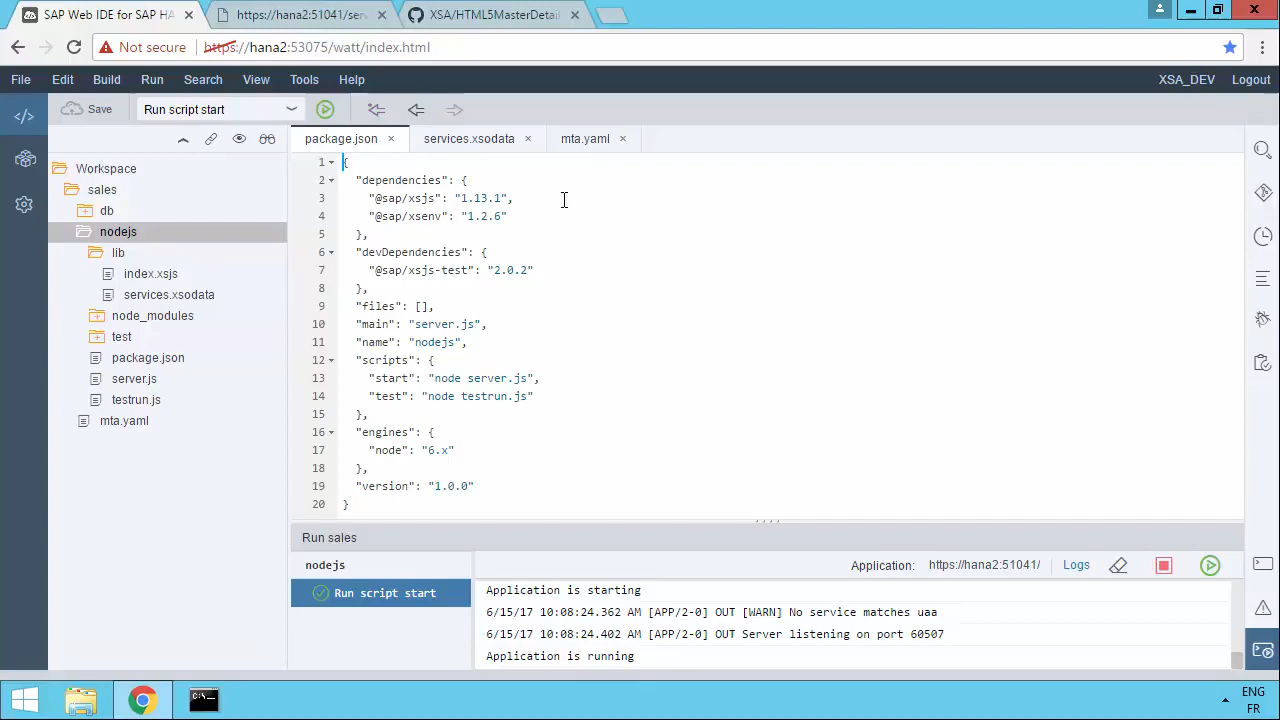 SAP Web IDE for SAP HA
https://hana2:51041/ser
XSA/HTML5MasterDetai
Not secure https://hana2:53075/watt/index.html
File Edit Build Run Search View Tools Help XSA_DEV Logout
Save Run script start
package.json services.xsodata mta.yaml
Workspace
sales
db
nodejs
lib
index.xsjs
services.xsodata
node_modules
test
package.json
server.js
testrun.js
mta.yaml
1 {
2 "dependencies": {
3 "@sap/xsjs": "1.13.1",
4 "@sap/xsenv": "1.2.6"
5 },
6 "devDependencies": {
7 "@sap/xsjs-test": "2.0.2"
8 },
9 "files": [],
10 "main": "server.js",
11 "name": "nodejs",
12 "scripts": {
13 "start": "node server.js",
14 "test": "node testrun.js"
15 },
16 "engines": {
17 "node": "6.x"
18 },
19 "version": "1.0.0"
20 }
Run sales
nodejs
Run script start
Application: https://hana2:51041/ Logs
Application is starting
6/15/17 10:08:24.362 AM [APP/2-0] OUT [WARN] No service matches uaa
6/15/17 10:08:24.402 AM [APP/2-0] OUT Server listening on port 60507
Application is running
ENG
FR